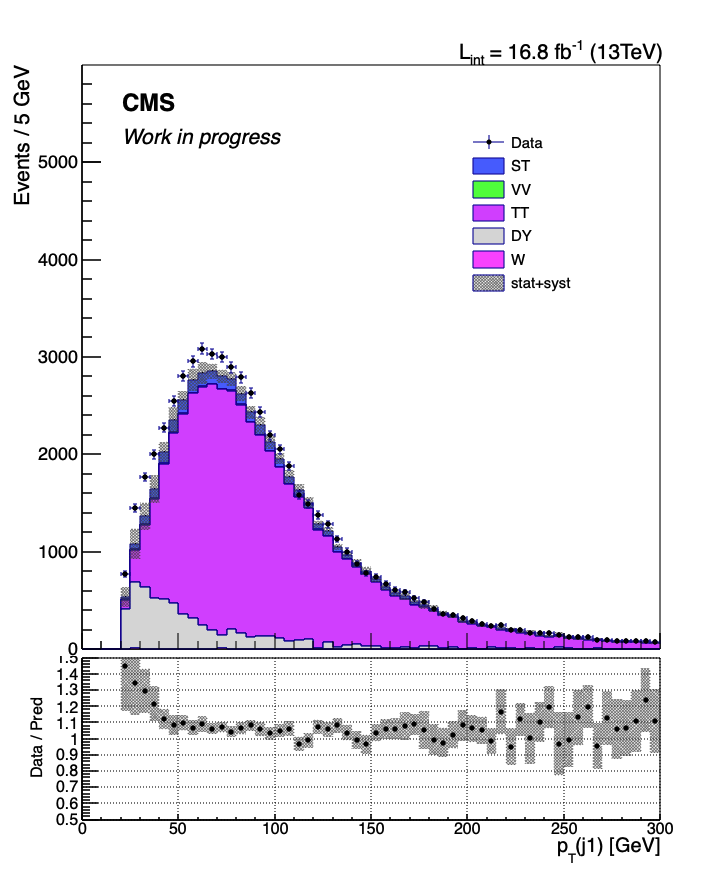 L_int = 16.8 fb^-1 (13TeV)
Events / 5 GeV
CMS
Work in progress
Data
ST
VV
TT
DY
W
stat+syst
5000
4000
3000
2000
1000
0
Data / Pred
1.5
1.4
1.3
1.2
1.1
1
0.9
0.8
0.7
0.6
0.5
0 50 100 150 200 250 300
p_T(j1) [GeV]